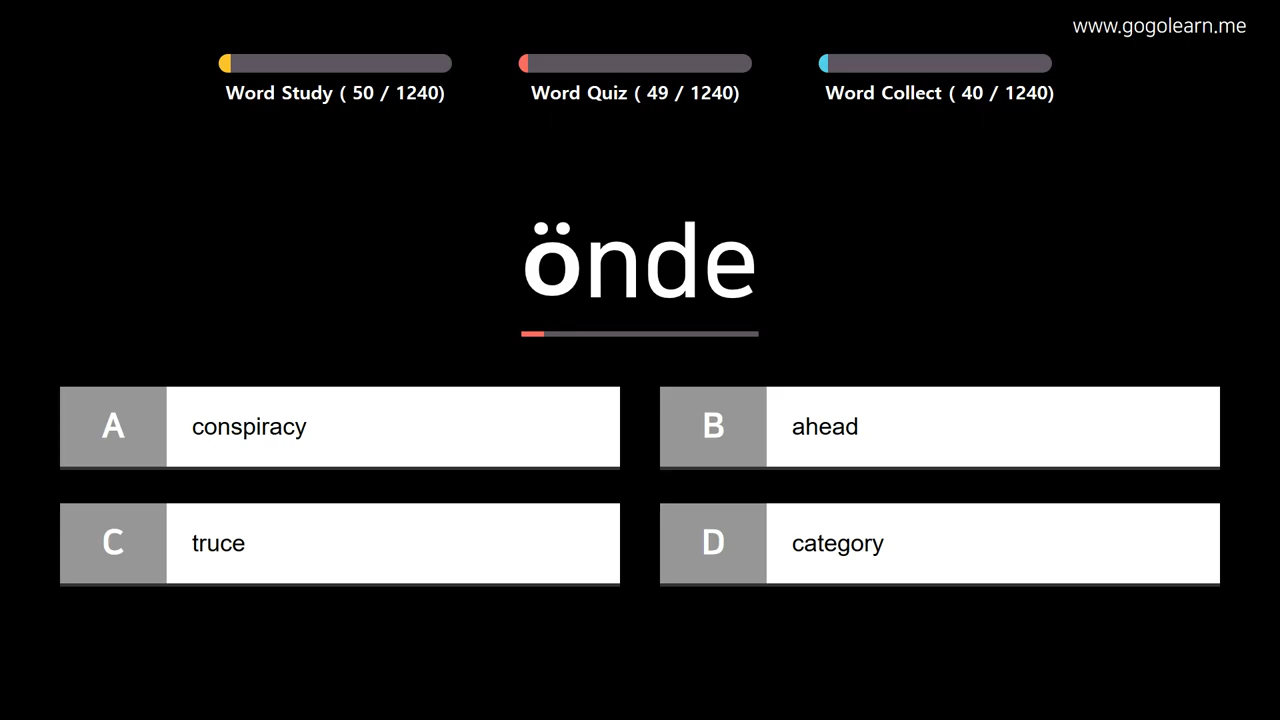 www.gogolearn.me
Word Study ( 50 / 1240)
Word Quiz ( 49 / 1240)
Word Collect ( 40 / 1240)
önde
A conspiracy
B ahead
C truce
D category